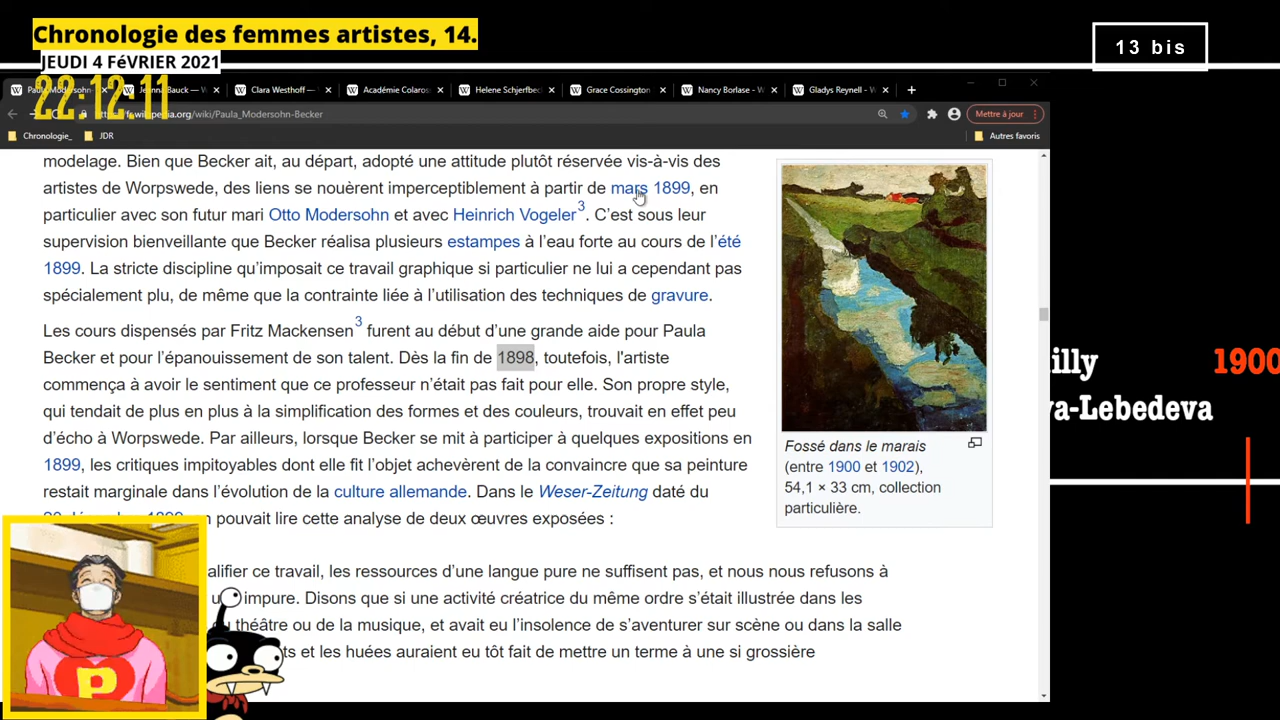 Chronologie des femmes artistes, 14.
JEUDI 4 FéVRIER 2021
22:12:11
13 bis
Jeanna Bauck — W
Clara Westhoff —
Académie Colaros
Helene Schjerfbec
Grace Cossington
Nancy Borlase — W
Gladys Reynell — W
wikipedia.org/wiki/Paula_Modersohn-Becker
Mettre à jour
Chronologie_
JDR
Autres favoris
modelage. Bien que Becker ait, au départ, adopté une attitude plutôt réservée vis-à-vis des
artistes de Worpswede, des liens se nouèrent imperceptiblement à partir de mars 1899, en
particulier avec son futur mari Otto Modersohn et avec Heinrich Vogeler3. C’est sous leur
supervision bienveillante que Becker réalisa plusieurs estampes à l’eau forte au cours de l’été
1899. La stricte discipline qu’imposait ce travail graphique si particulier ne lui a cependant pas
spécialement plu, de même que la contrainte liée à l’utilisation des techniques de gravure.
Les cours dispensés par Fritz Mackensen3 furent au début d’une grande aide pour Paula
Becker et pour l’épanouissement de son talent. Dès la fin de 1898, toutefois, l'artiste
commença à avoir le sentiment que ce professeur n’était pas fait pour elle. Son propre style,
qui tendait de plus en plus à la simplification des formes et des couleurs, trouvait en effet peu
d’écho à Worpswede. Par ailleurs, lorsque Becker se mit à participer à quelques expositions en
1899, les critiques impitoyables dont elle fit l’objet achevèrent de la convaincre que sa peinture
restait marginale dans l’évolution de la culture allemande. Dans le Weser-Zeitung daté du
pouvait lire cette analyse de deux œuvres exposées :
alifier ce travail, les ressources d’une langue pure ne suffisent pas, et nous nous refusons à
impure. Disons que si une activité créatrice du même ordre s’était illustrée dans les
théâtre ou de la musique, et avait eu l’insolence de s’aventurer sur scène ou dans la salle
ts et les huées auraient eu tôt fait de mettre un terme à une si grossière
Fossé dans le marais
(entre 1900 et 1902),
54,1 × 33 cm, collection
particulière.
illy
1900
va-Lebedeva
P